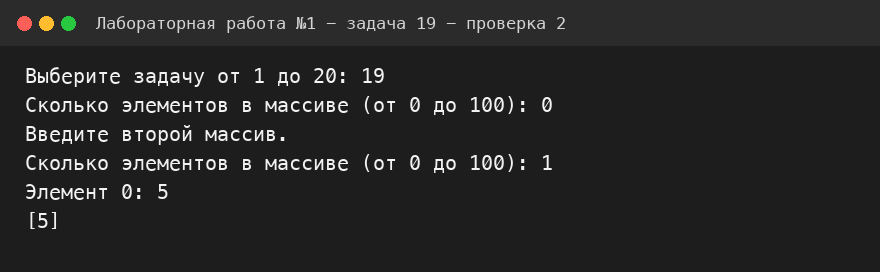 Лабораторная работа №1 — задача 19 — проверка 2
Выберите задачу от 1 до 20: 19
Сколько элементов в массиве (от 0 до 100): 0
Введите второй массив.
Сколько элементов в массиве (от 0 до 100): 1
Элемент 0: 5
[5]